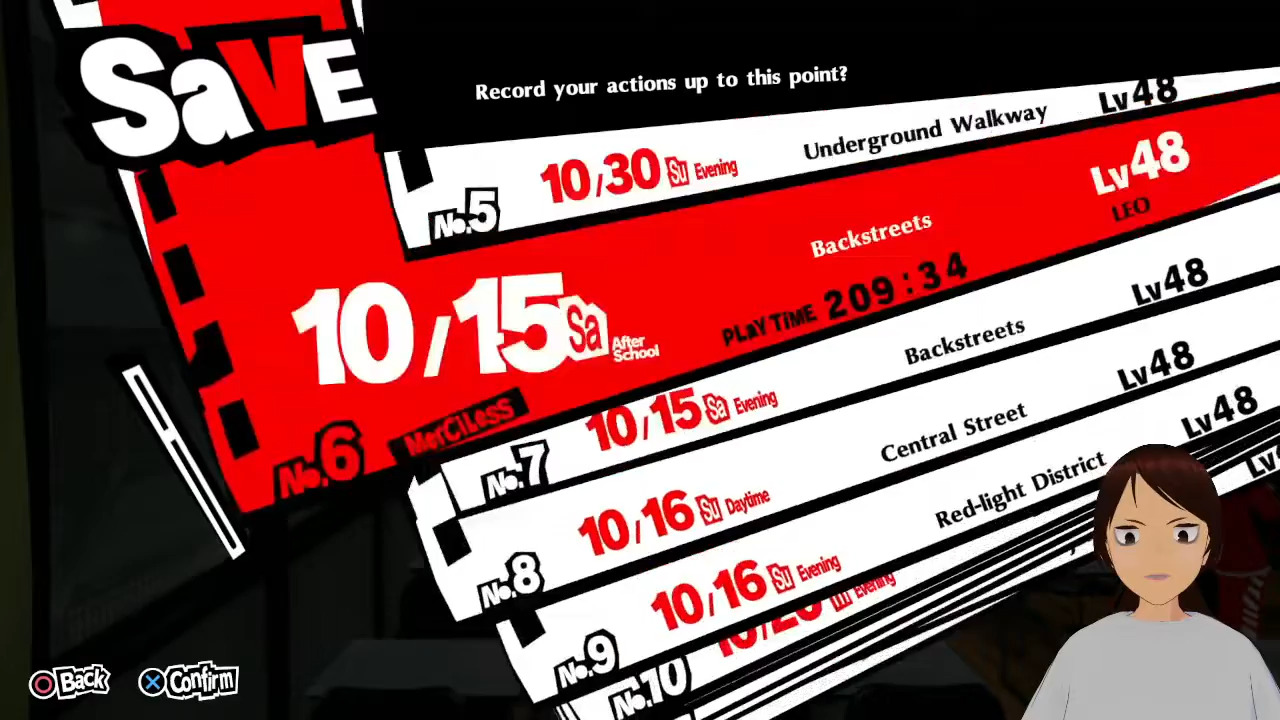 SaVE
Record your actions up to this point?
No.5 10/30 Su Evening Underground Walkway Lv48
No.6 10/15 Sa After School Backstreets Lv48
MerCiLess PLaY TiME 209:34 LEO
No.7 10/15 Sa Evening Backstreets Lv48
No.8 10/16 Su Daytime Central Street Lv48
No.9 10/16 Su Evening Red-light District Lv48
No.10 Evening Lv
Back Confirm